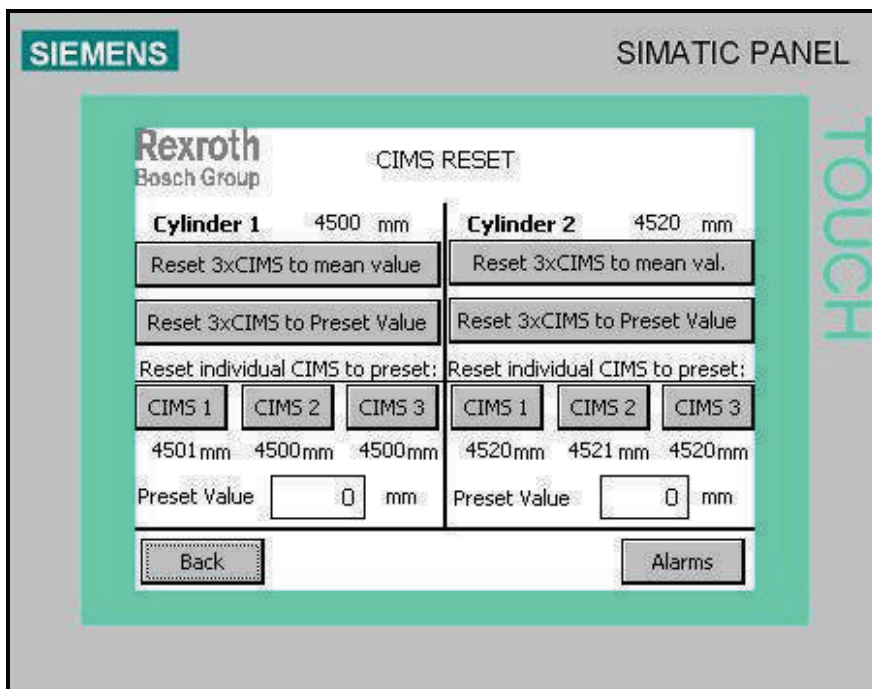 SIEMENS
SIMATIC PANEL
TOUCH
Rexroth
Bosch Group
CIMS RESET
Cylinder 1 4500 mm
Reset 3xCIMS to mean value
Reset 3xCIMS to Preset Value
Reset individual CIMS to preset:
CIMS 1 CIMS 2 CIMS 3
4501mm 4500mm 4500mm
Preset Value 0 mm
Cylinder 2 4520 mm
Reset 3xCIMS to mean val.
Reset 3xCIMS to Preset Value
Reset individual CIMS to preset:
CIMS 1 CIMS 2 CIMS 3
4520mm 4521 mm 4520mm
Preset Value 0 mm
Back
Alarms